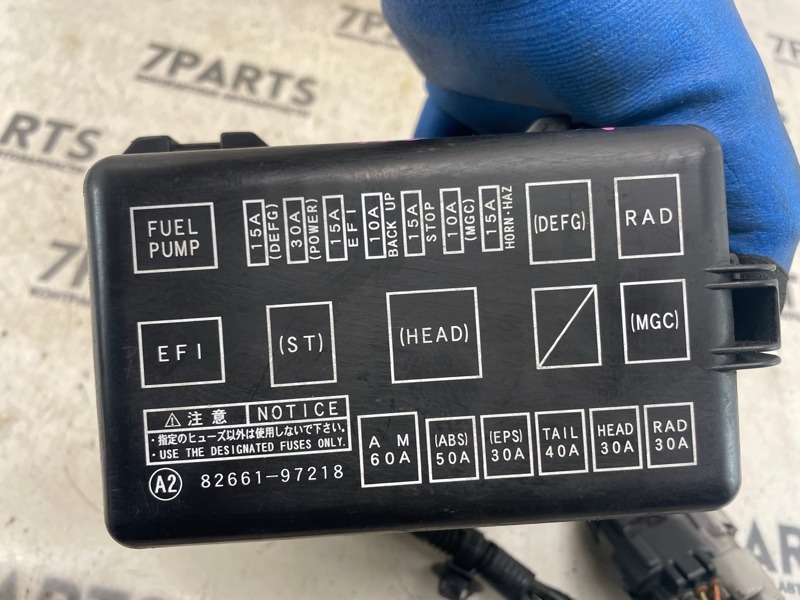 7PARTS
FUEL
PUMP
15A
(DEFG)
30A
(POWER)
15A
EFI
10A
BACK UP
15A
STOP
10A
(MGC)
15A
HORN・HAZ
(DEFG)
RAD
EFI
(ST)
(HEAD)
(MGC)
⚠注意 NOTICE
・指定のヒューズ以外は使用しないで下さい。
・USE THE DESIGNATED FUSES ONLY.
A2 82661-97218
AM
60A
(ABS)
50A
(EPS)
30A
TAIL
40A
HEAD
30A
RAD
30A